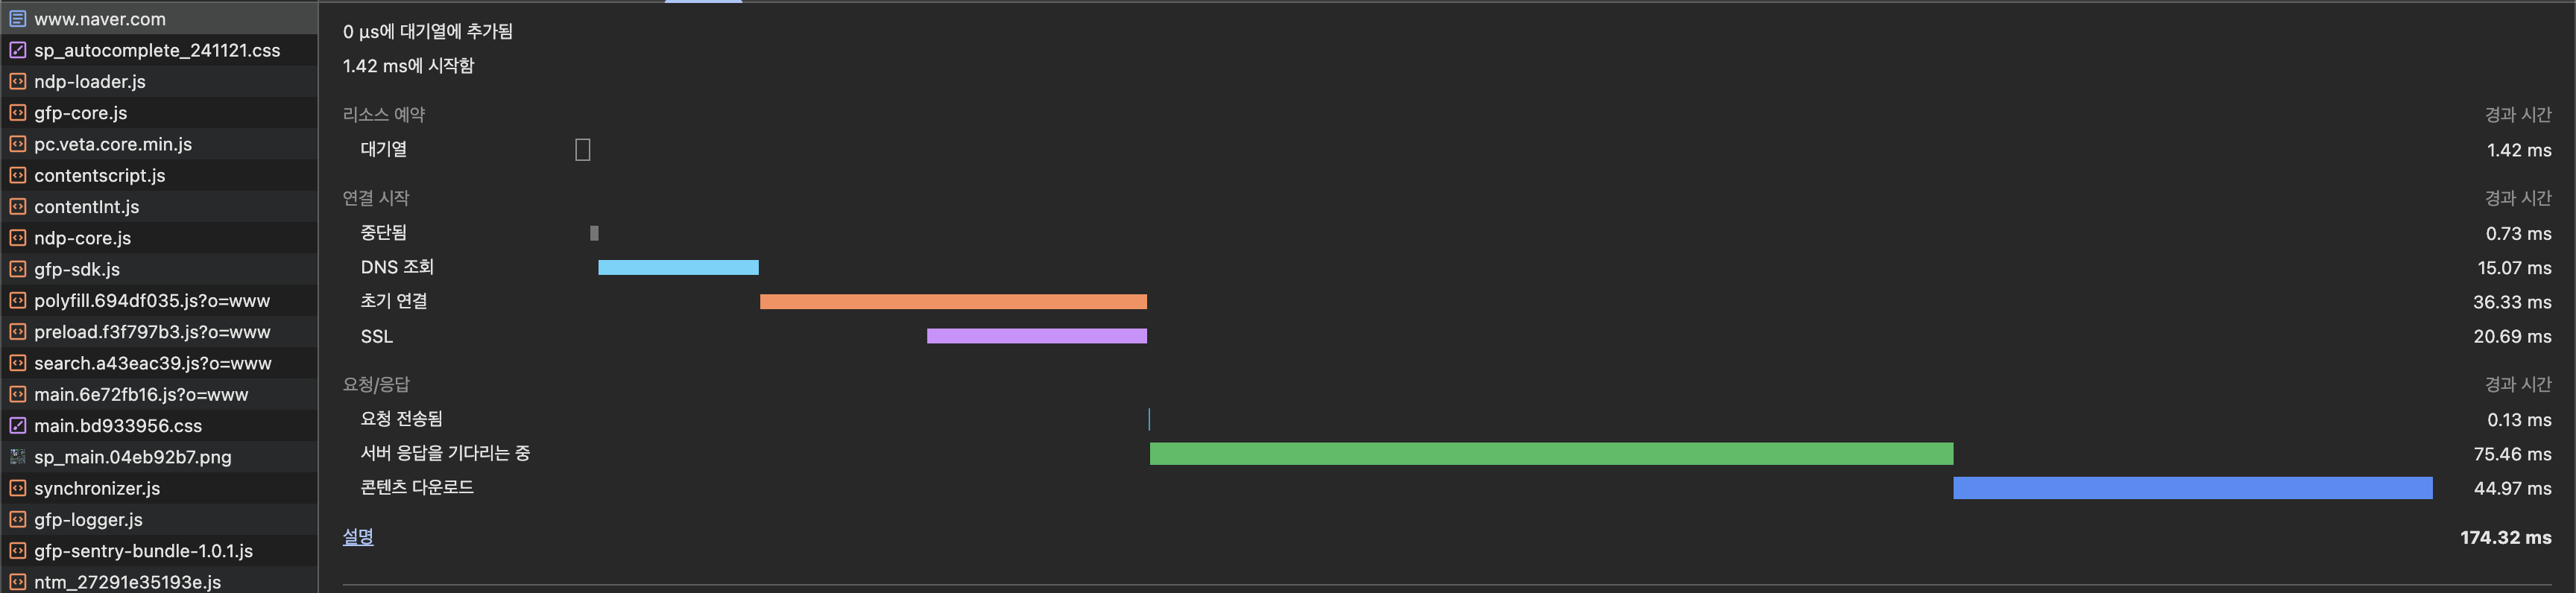 www.naver.com
sp_autocomplete_241121.css
ndp-loader.js
gfp-core.js
pc.veta.core.min.js
contentscript.js
contentInt.js
ndp-core.js
gfp-sdk.js
polyfill.694df035.js?o=www
preload.f3f797b3.js?o=www
search.a43eac39.js?o=www
main.6e72fb16.js?o=www
main.bd933956.css
sp_main.04eb92b7.png
synchronizer.js
gfp-logger.js
gfp-sentry-bundle-1.0.1.js
ntm_27291e35193e.js
0 μs에 대기열에 추가됨
1.42 ms에 시작함
리소스 예약 경과 시간
대기열 1.42 ms
연결 시작 경과 시간
중단됨 0.73 ms
DNS 조회 15.07 ms
초기 연결 36.33 ms
SSL 20.69 ms
요청/응답 경과 시간
요청 전송됨 0.13 ms
서버 응답을 기다리는 중 75.46 ms
콘텐츠 다운로드 44.97 ms
설명 174.32 ms